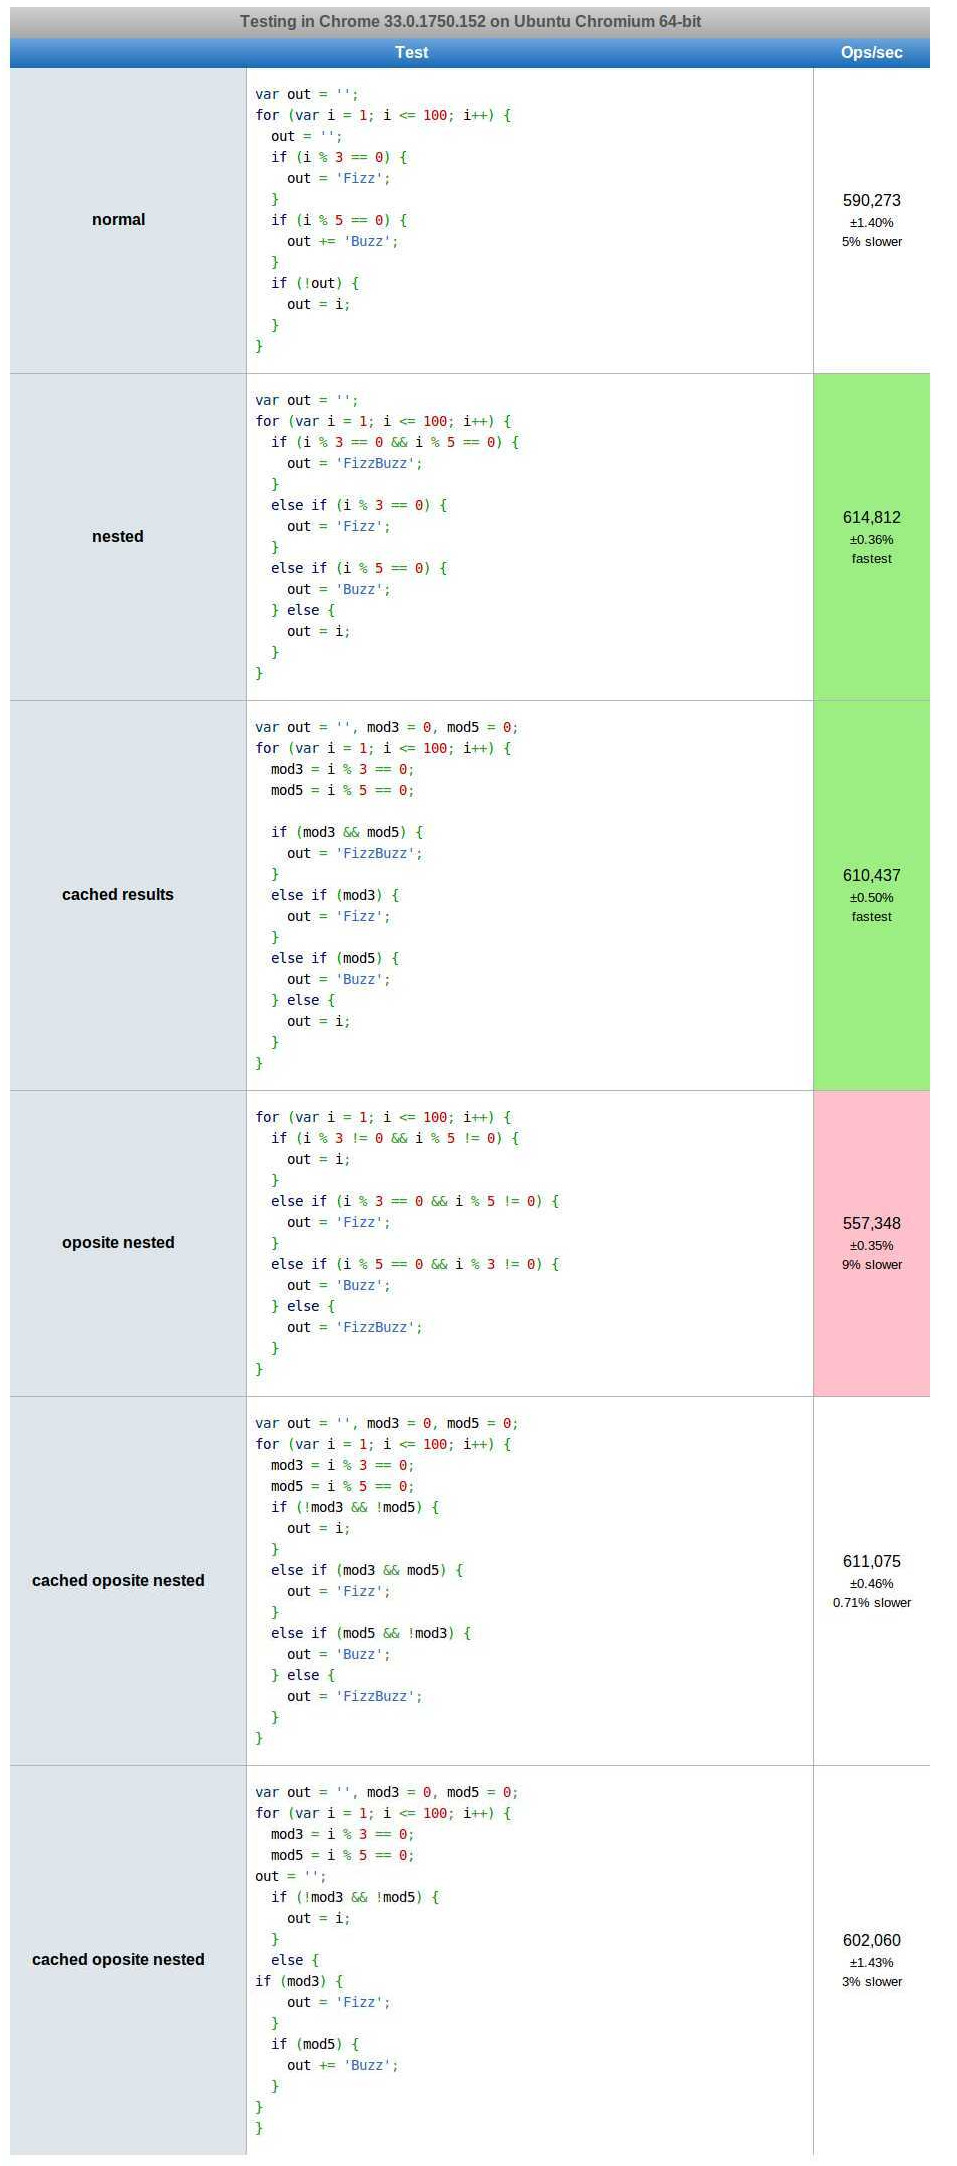 Testing in Chrome 33.0.1750.152 on Ubuntu Chromium 64-bit
Test Ops/sec
normal
var out = '';
for (var i = 1; i <= 100; i++) {
  out = '';
  if (i % 3 == 0) {
    out = 'Fizz';
  }
  if (i % 5 == 0) {
    out += 'Buzz';
  }
  if (!out) {
    out = i;
  }
}
590,273
±1.40%
5% slower
nested
var out = '';
for (var i = 1; i <= 100; i++) {
  if (i % 3 == 0 && i % 5 == 0) {
    out = 'FizzBuzz';
  }
  else if (i % 3 == 0) {
    out = 'Fizz';
  }
  else if (i % 5 == 0) {
    out = 'Buzz';
  } else {
    out = i;
  }
}
614,812
±0.36%
fastest
cached results
var out = '', mod3 = 0, mod5 = 0;
for (var i = 1; i <= 100; i++) {
  mod3 = i % 3 == 0;
  mod5 = i % 5 == 0;
  if (mod3 && mod5) {
    out = 'FizzBuzz';
  }
  else if (mod3) {
    out = 'Fizz';
  }
  else if (mod5) {
    out = 'Buzz';
  } else {
    out = i;
  }
}
610,437
±0.50%
fastest
oposite nested
for (var i = 1; i <= 100; i++) {
  if (i % 3 != 0 && i % 5 != 0) {
    out = i;
  }
  else if (i % 3 == 0 && i % 5 != 0) {
    out = 'Fizz';
  }
  else if (i % 5 == 0 && i % 3 != 0) {
    out = 'Buzz';
  } else {
    out = 'FizzBuzz';
  }
}
557,348
±0.35%
9% slower
cached oposite nested
var out = '', mod3 = 0, mod5 = 0;
for (var i = 1; i <= 100; i++) {
  mod3 = i % 3 == 0;
  mod5 = i % 5 == 0;
  if (!mod3 && !mod5) {
    out = i;
  }
  else if (mod3 && mod5) {
    out = 'Fizz';
  }
  else if (mod5 && !mod3) {
    out = 'Buzz';
  } else {
    out = 'FizzBuzz';
  }
}
611,075
±0.46%
0.71% slower
cached oposite nested
var out = '', mod3 = 0, mod5 = 0;
for (var i = 1; i <= 100; i++) {
  mod3 = i % 3 == 0;
  mod5 = i % 5 == 0;
out = '';
  if (!mod3 && !mod5) {
    out = i;
  }
  else {
if (mod3) {
    out = 'Fizz';
  }
  if (mod5) {
    out += 'Buzz';
  }
}
}
602,060
±1.43%
3% slower